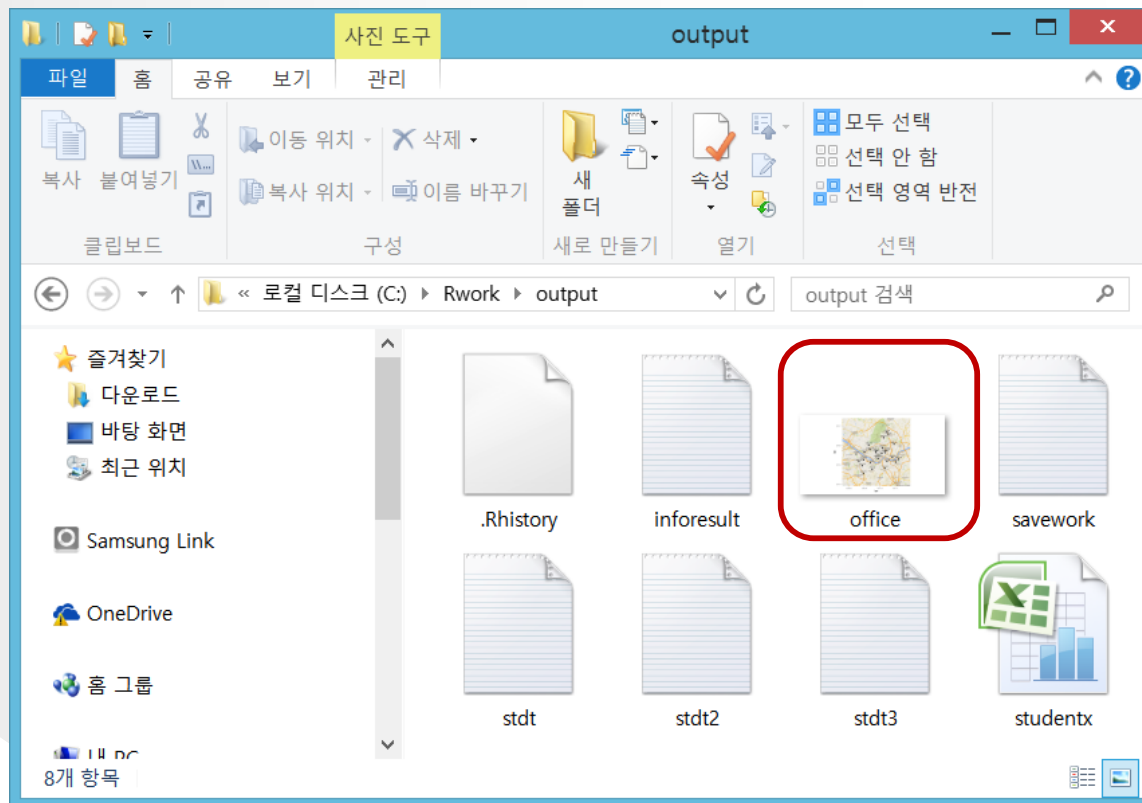 사진 도구
output
파일
홈
공유
보기
관리
복사
붙여넣기
이동 위치
복사 위치
삭제
이름 바꾸기
새
폴더
속성
모두 선택
선택 안 함
선택 영역 반전
클립보드
구성
새로 만들기
열기
선택
« 로컬 디스크 (C:) Rwork output
output 검색
즐겨찾기
다운로드
바탕 화면
최근 위치
Samsung Link
OneDrive
홈 그룹
내 PC
.Rhistory
inforesult
office
savework
stdt
stdt2
stdt3
studentx
8개 항목